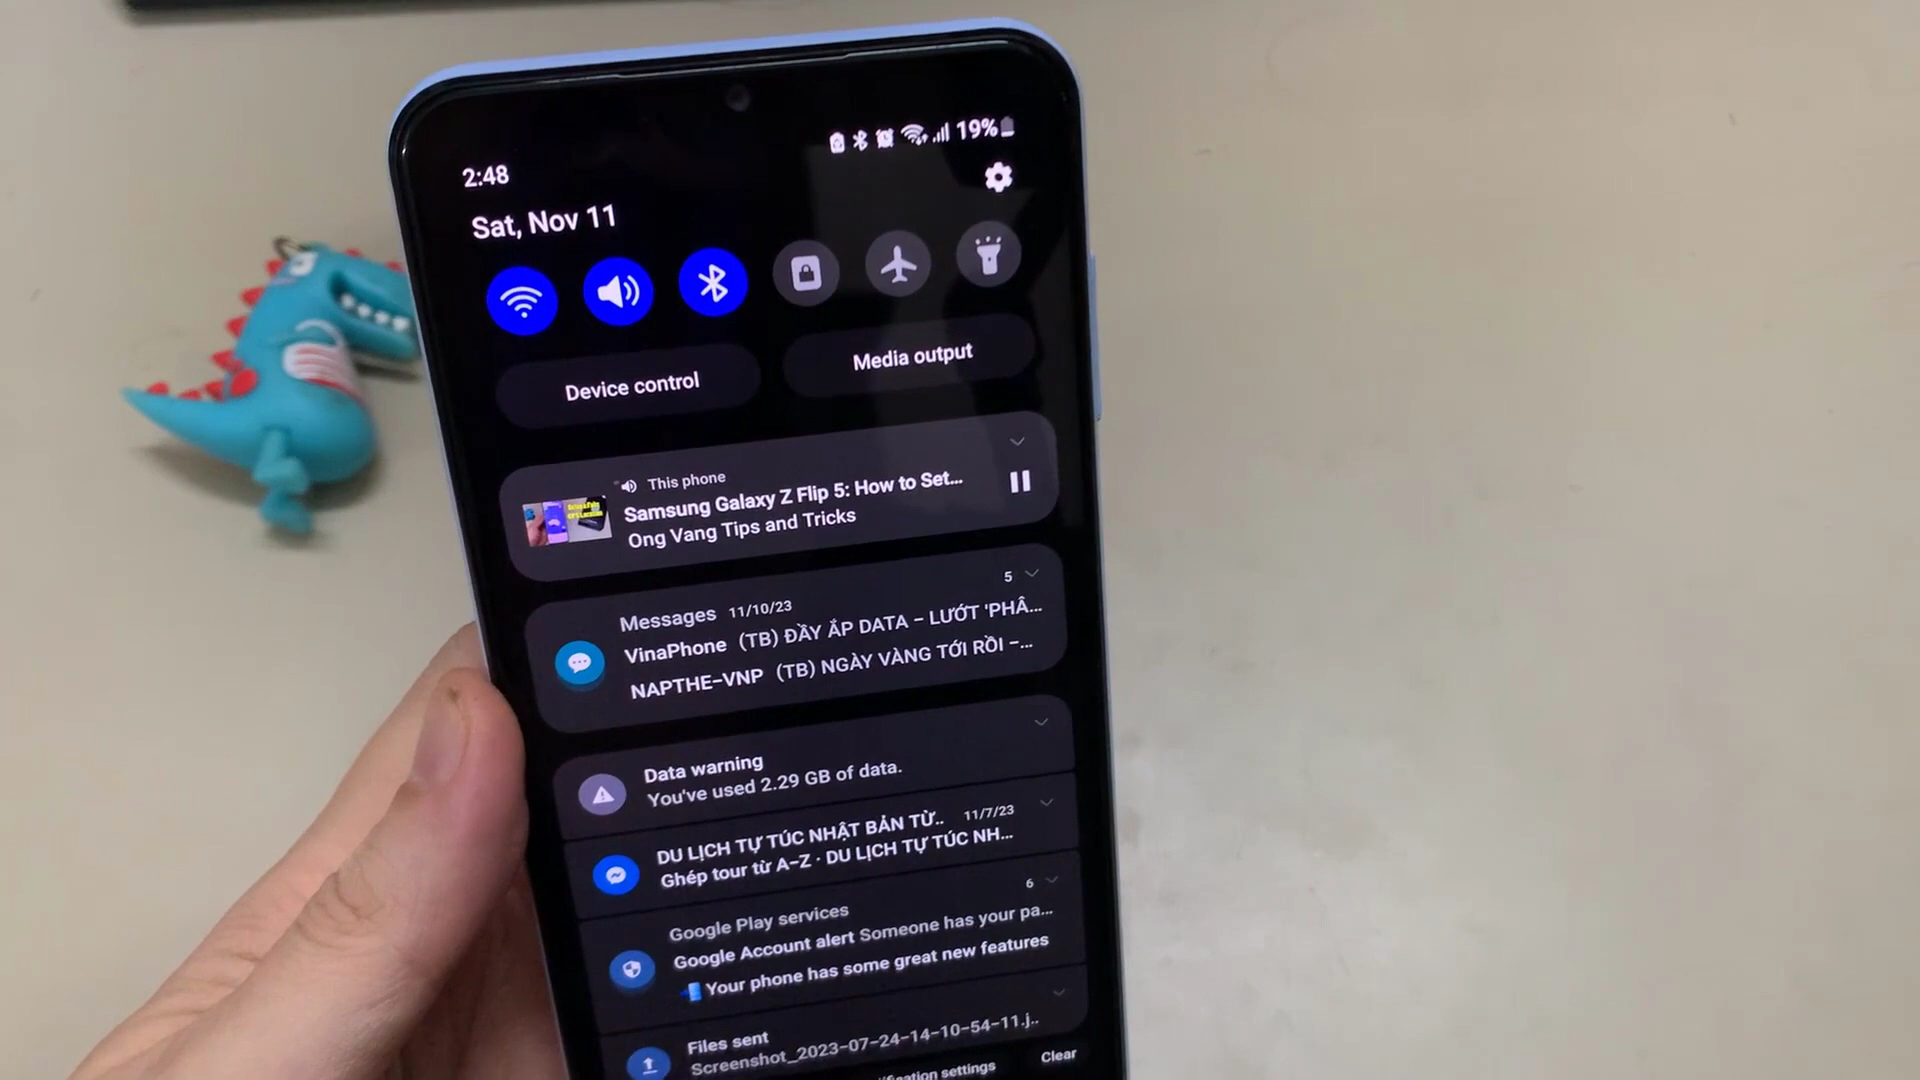 19%
2:48
Sat, Nov 11
Device control
Media output
This phone
Samsung Galaxy Z Flip 5: How to Set...
Ong Vang Tips and Tricks
5
Messages 11/10/23
VinaPhone (TB) ĐẦY ẮP DATA - LƯỚT 'PHÂ...
NAPTHE-VNP (TB) NGÀY VÀNG TỚI RỒI -...
Data warning
You've used 2.29 GB of data.
DU LỊCH TỰ TÚC NHẬT BẢN TỪ.. 11/7/23
Ghép tour từ A-Z · DU LỊCH TỰ TÚC NH...
6
Google Play services
Google Account alert Someone has your pa...
Your phone has some great new features
Files sent
Screenshot_2023-07-24-14-10-54-11.j..
settings
Clear